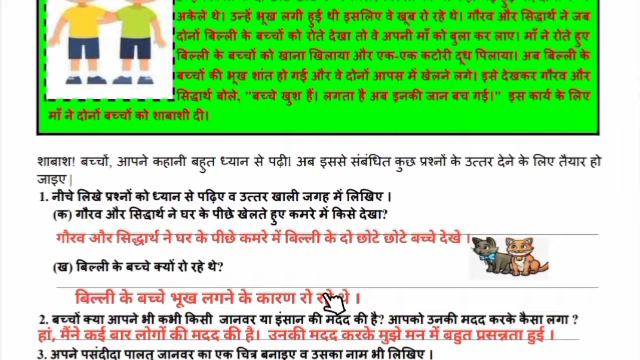 अकेले थे। उन्हें भूख लगी हुई थी इसलिए वे खूब रो रहे थे। गौरव और सिद्धार्थ ने जब
दोनों बिल्ली के बच्चों को रोते देखा तो वे अपनी माँ को बुला कर लाए। माँ ने रोते हुए
बिल्ली के बच्चों को खाना खिलाया और एक-एक कटोरी दूध पिलाया। अब बिल्ली के
बच्चों की भूख शांत हो गई और वे दोनों आपस में खेलने लगे। इसे देखकर गौरव और
सिद्धार्थ बोले, "बच्चे खुश हैं। लगता है अब इनकी जान बच गई।" इस कार्य के लिए
माँ ने दोनों बच्चों को शाबाशी दी।
शाबाश! बच्चों, आपने कहानी बहुत ध्यान से पढ़ी। अब इससे संबंधित कुछ प्रश्नों के उत्तर देने के लिए तैयार हो
जाइए |
1. नीचे लिखे प्रश्नों को ध्यान से पढ़िए व उत्तर खाली जगह में लिखिए ।
(क) गौरव और सिद्धार्थ ने घर के पीछे खेलते हुए कमरे में किसे देखा?
गौरव और सिद्धार्थ ने घर के पीछे कमरे में बिल्ली के दो छोटे छोटे बच्चे देखे ।
(ख) बिल्ली के बच्चे क्यों रो रहे थे?
बिल्ली के बच्चे भूख लगने के कारण रो रहे थे ।
2. बच्चों क्या आपने भी कभी किसी जानवर या इंसान की मदद की है? आपको उनकी मदद करके कैसा लगा ?
हां, मैंने कई बार लोगों की मदद की है। उनकी मदद करके मुझे मन में बहुत प्रसन्नता हुई ।
3. अपने पसंदीदा पालतू जानवर का एक चित्र बनाइए व उसका नाम भी लिखिए ।